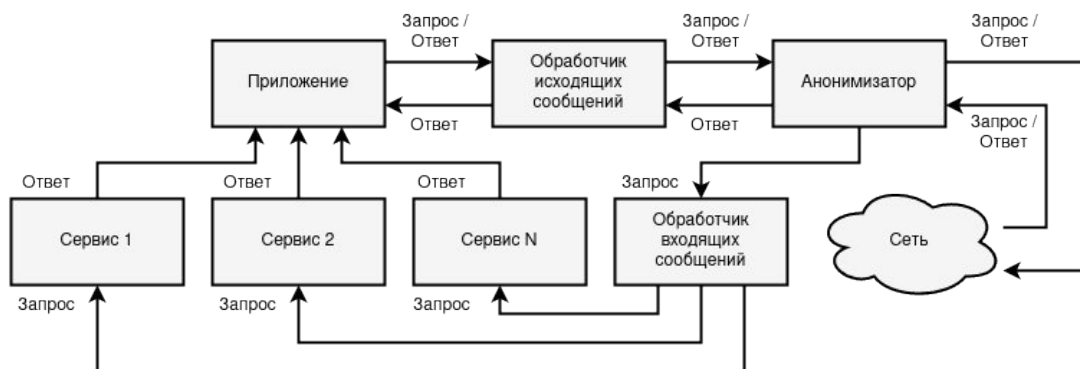 Запрос /
Ответ
Запрос /
Ответ
Запрос /
Ответ
Приложение
Обработчик
исходящих
сообщений
Анонимизатор
Ответ
Ответ
Запрос /
Ответ
Ответ
Ответ
Ответ
Запрос
Сервис 1
Сервис 2
Сервис N
Обработчик
входящих
сообщений
Сеть
Запрос
Запрос
Запрос